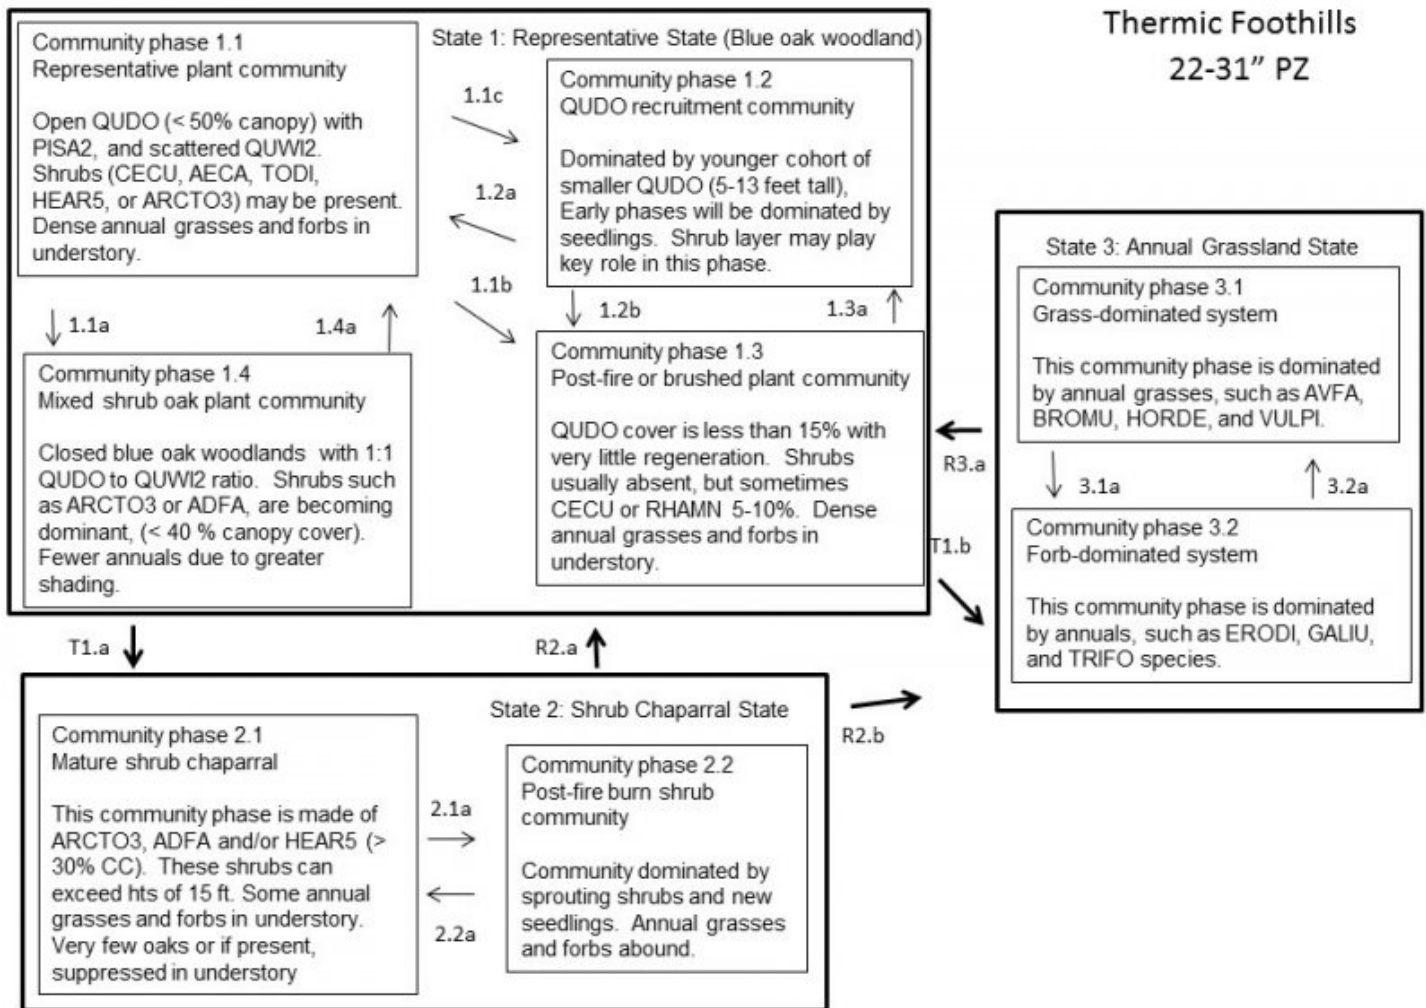 Thermic Foothills
22-31” PZ
State 1: Representative State (Blue oak woodland)
Community phase 1.1
Representative plant community
Open QUDO (< 50% canopy) with
PISA2, and scattered QUWI2.
Shrubs (CECU, AECA, TODI,
HEAR5, or ARCTO3) may be present.
Dense annual grasses and forbs in
understory.
1.1c
1.2a
1.1b
Community phase 1.2
QUDO recruitment community
Dominated by younger cohort of
smaller QUDO (5-13 feet tall),
Early phases will be dominated by
seedlings. Shrub layer may play
key role in this phase.
1.1a
1.4a
1.2b
1.3a
Community phase 1.4
Mixed shrub oak plant community
Closed blue oak woodlands with 1:1
QUDO to QUWI2 ratio. Shrubs such
as ARCTO3 or ADFA, are becoming
dominant, (< 40 % canopy cover).
Fewer annuals due to greater
shading.
Community phase 1.3
Post-fire or brushed plant community
QUDO cover is less than 15% with
very little regeneration. Shrubs
usually absent, but sometimes
CECU or RHAMN 5-10%. Dense
annual grasses and forbs in
understory.
R3.a
T1.b
State 3: Annual Grassland State
Community phase 3.1
Grass-dominated system
This community phase is dominated
by annual grasses, such as AVFA,
BROMU, HORDE, and VULPI.
3.1a
3.2a
Community phase 3.2
Forb-dominated system
This community phase is dominated
by annuals, such as ERODI, GALIU,
and TRIFO species.
T1.a
R2.a
State 2: Shrub Chaparral State
Community phase 2.1
Mature shrub chaparral
This community phase is made of
ARCTO3, ADFA and/or HEAR5 (>
30% CC). These shrubs can
exceed hts of 15 ft. Some annual
grasses and forbs in understory.
Very few oaks or if present,
suppressed in understory
2.1a
2.2a
Community phase 2.2
Post-fire burn shrub
community
Community dominated by
sprouting shrubs and new
seedlings. Annual grasses
and forbs abound.
R2.b